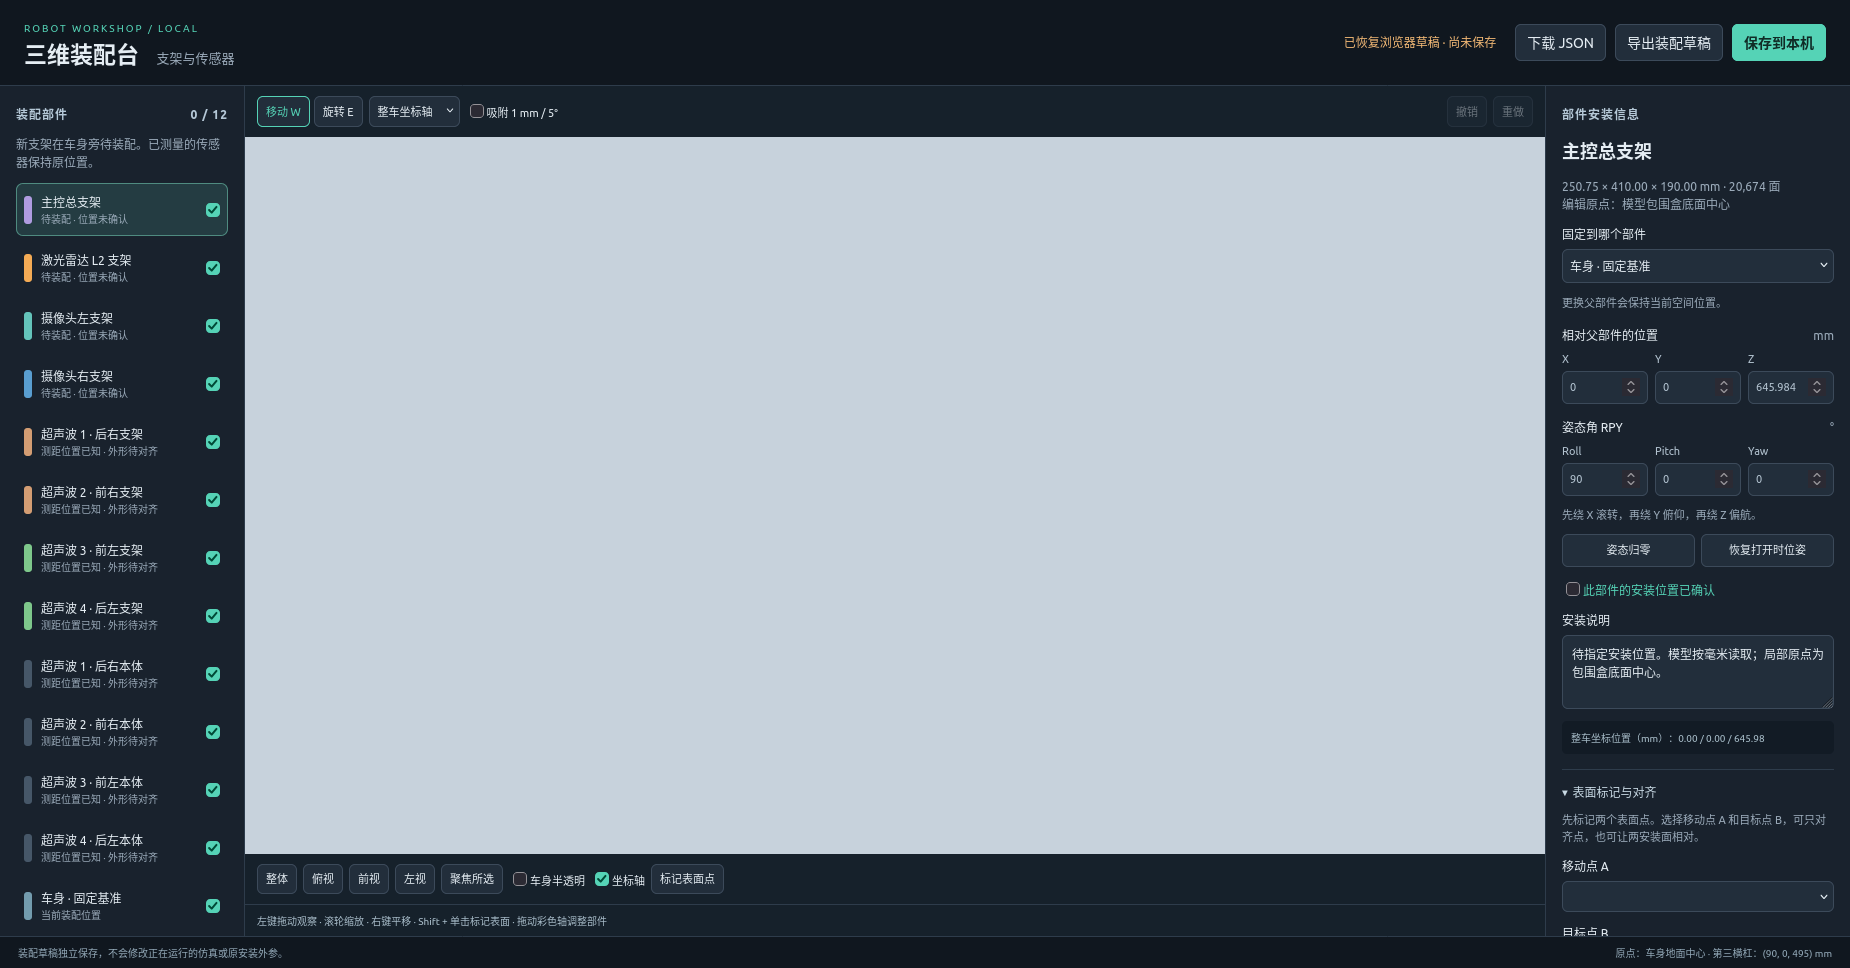 ROBOT WORKSHOP / LOCAL
三维装配台 支架与传感器
已恢复浏览器草稿 · 尚未保存
下载 JSON
导出装配草稿
保存到本机
装配部件 0 / 12
新支架在车身旁待装配。已测量的传感
器保持原位置。
主控总支架
待装配 · 位置未确认
激光雷达 L2 支架
待装配 · 位置未确认
摄像头左支架
待装配 · 位置未确认
摄像头右支架
待装配 · 位置未确认
超声波 1 · 后右支架
测距位置已知 · 外形待对齐
超声波 2 · 前右支架
测距位置已知 · 外形待对齐
超声波 3 · 前左支架
测距位置已知 · 外形待对齐
超声波 4 · 后左支架
测距位置已知 · 外形待对齐
超声波 1 · 后右本体
测距位置已知 · 外形待对齐
超声波 2 · 前右本体
测距位置已知 · 外形待对齐
超声波 3 · 前左本体
测距位置已知 · 外形待对齐
超声波 4 · 后左本体
测距位置已知 · 外形待对齐
车身 · 固定基准
当前装配位置
移动 W
旋转 E
整车坐标轴
吸附 1 mm / 5°
撤销
重做
整体
俯视
前视
左视
聚焦所选
车身半透明
坐标轴
标记表面点
左键拖动观察 · 滚轮缩放 · 右键平移 · Shift + 单击标记表面 · 拖动彩色轴调整部件
部件安装信息
主控总支架
250.75 × 410.00 × 190.00 mm · 20,674 面
编辑原点：模型包围盒底面中心
固定到哪个部件
车身 · 固定基准
更换父部件会保持当前空间位置。
相对父部件的位置 mm
X Y Z
0 0 645.984
姿态角 RPY °
Roll Pitch Yaw
90 0 0
先绕 X 滚转，再绕 Y 俯仰，再绕 Z 偏航。
姿态归零
恢复打开时位姿
此部件的安装位置已确认
安装说明
待指定安装位置。模型按毫米读取；局部原点为
包围盒底面中心。
整车坐标位置（mm）：0.00 / 0.00 / 645.98
▾ 表面标记与对齐
先标记两个表面点。选择移动点 A 和目标点 B，可只对
齐点，也可让两安装面相对。
移动点 A
目标点 B
装配草稿独立保存，不会修改正在运行的仿真或原安装外参。
原点：车身地面中心 · 第三横杠：(90, 0, 495) mm